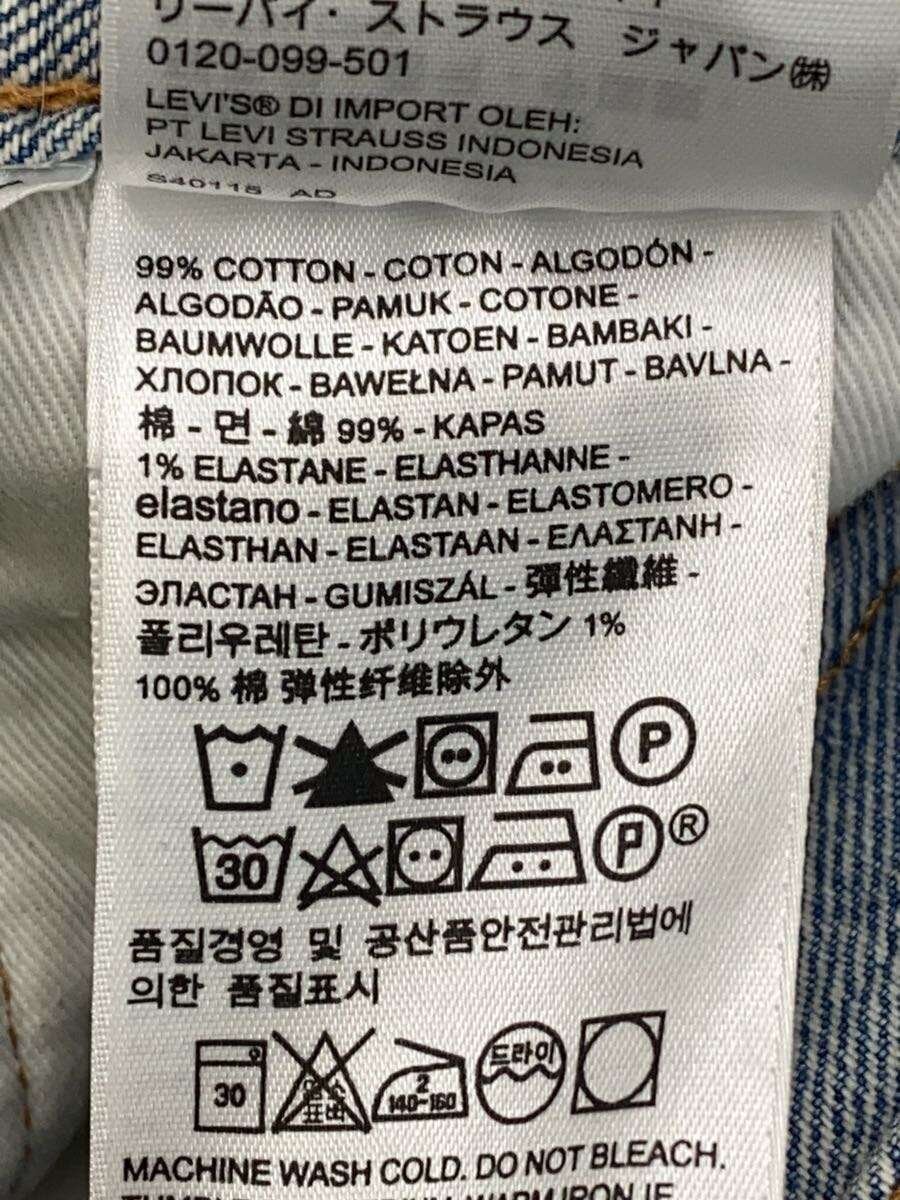 リーバイ・ストラウス ジャパン㈱
0120-099-501
LEVI'S® DI IMPORT OLEH:
PT LEVI STRAUSS INDONESIA
JAKARTA - INDONESIA
S40115 AD
99% COTTON - COTON - ALGODÓN -
ALGODÃO - PAMUK - COTONE -
BAUMWOLLE - KATOEN - BAMBAKI -
ХЛОПОК - BAWEŁNA - PAMUT - BAVLNA -
棉 - 면 - 綿 99% - KAPAS
1% ELASTANE - ELASTHANNE -
elastano - ELASTAN - ELASTOMERO -
ELASTHAN - ELASTAAN - ΕΛΑΣΤΑΝΗ -
ЭЛАСТАН - GUMISZÁL - 彈性纖維 -
폴리우레탄 - ポリウレタン 1%
100% 棉 弹性纤维除外
P
30 P ®
품질경영 및 공산품안전관리법에
의한 품질표시
30 2 140~160 드라이
MACHINE WASH COLD. DO NOT BLEACH.